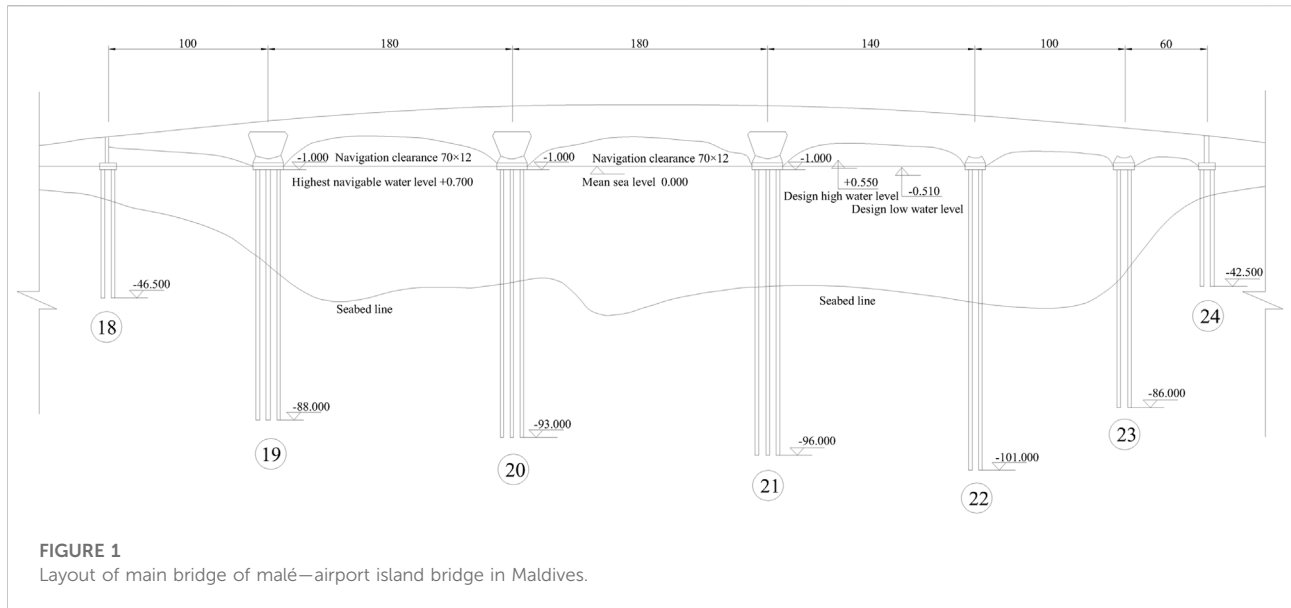 100 180 180 140 100 60
-1.000 Navigation clearance 70×12 -1.000 Navigation clearance 70×12 -1.000
Highest navigable water level +0.700 Mean sea level 0.000 +0.550 -0.510
Design high water level
Design low water level
-46.500 Seabed line Seabed line -42.500
18 24
-88.000 -86.000
-93.000 23
19 -96.000
20 -101.000
21
22
FIGURE 1
Layout of main bridge of malé—airport island bridge in Maldives.